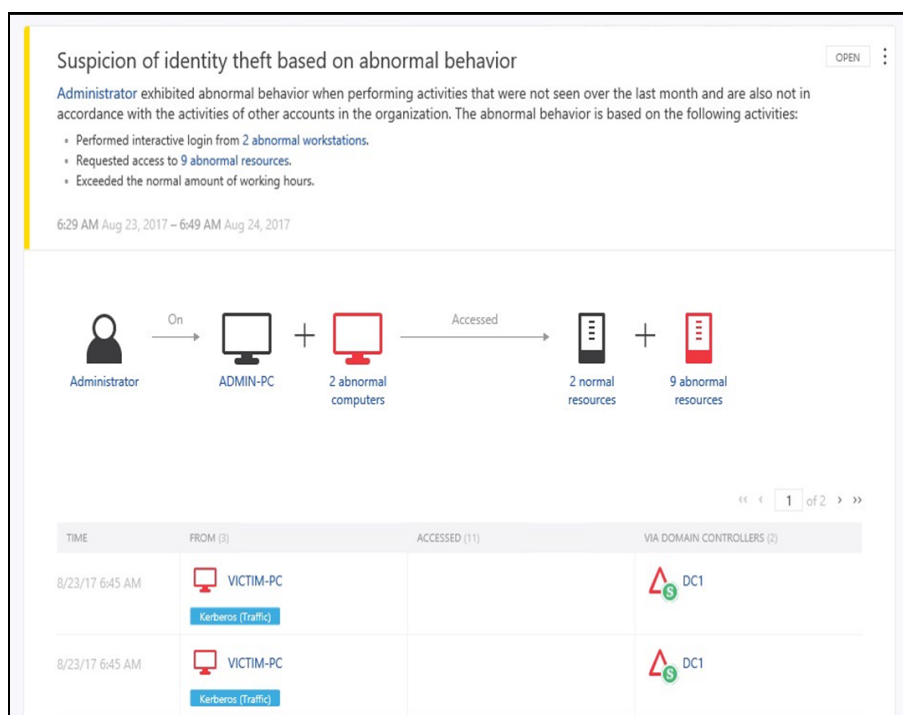 Suspicion of identity theft based on abnormal behavior
OPEN
Administrator exhibited abnormal behavior when performing activities that were not seen over the last month and are also not in
accordance with the activities of other accounts in the organization. The abnormal behavior is based on the following activities:
• Performed interactive login from 2 abnormal workstations.
• Requested access to 9 abnormal resources.
• Exceeded the normal amount of working hours.
6:29 AM Aug 23, 2017 – 6:49 AM Aug 24, 2017
On
Accessed
Administrator
ADMIN-PC
2 abnormal
computers
2 normal
resources
9 abnormal
resources
1 of 2
TIME FROM (3) ACCESSED (11) VIA DOMAIN CONTROLLERS (2)
8/23/17 6:45 AM VICTIM-PC S DC1
Kerberos (Traffic)
8/23/17 6:45 AM VICTIM-PC S DC1
Kerberos (Traffic)